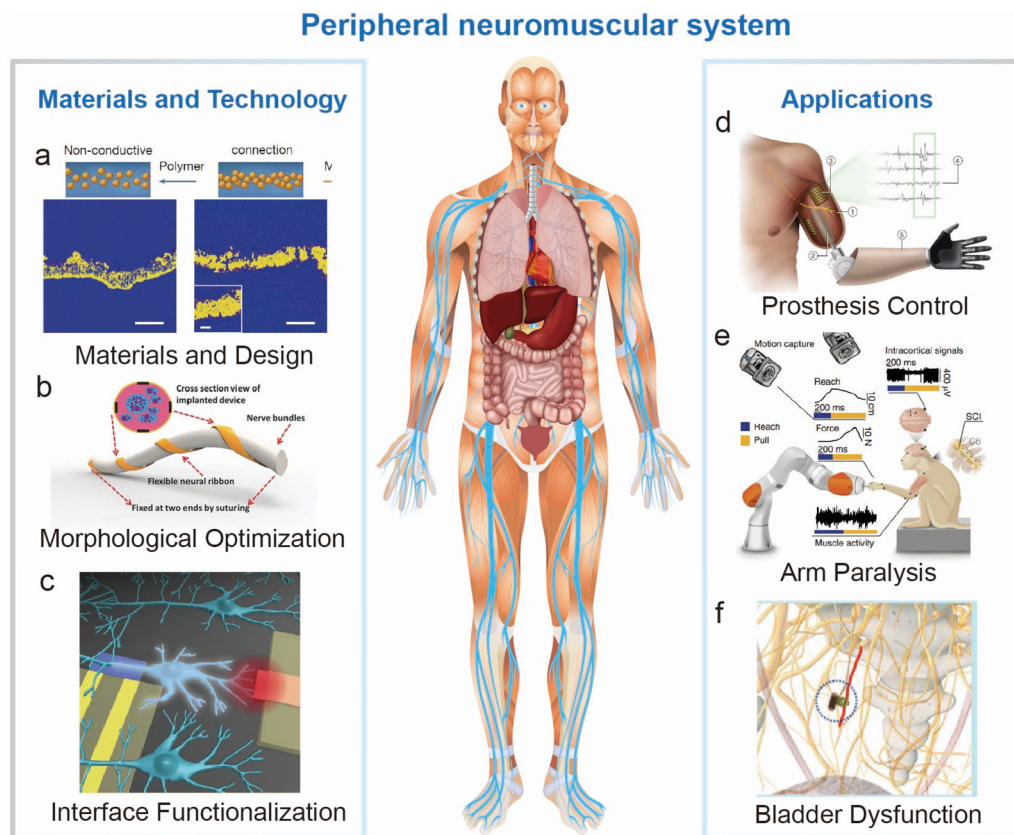 Peripheral neuromuscular system
Materials and Technology
a
Non-conductive
Polymer
connection
M
Materials and Design
b
Cross section view of
implanted device
Nerve bundles
Flexible neural ribbon
Fixed at two ends by suturing
Morphological Optimization
c
Interface Functionalization
Applications
d
③
④
①
②
⑤
Prosthesis Control
e
Motion capture
Intracortical signals
200 ms
400 µV
Reach
10 cm
200 ms
SCI
C6
Reach
Pull
Force
10 N
200 ms
Muscle activity
Arm Paralysis
f
Bladder Dysfunction